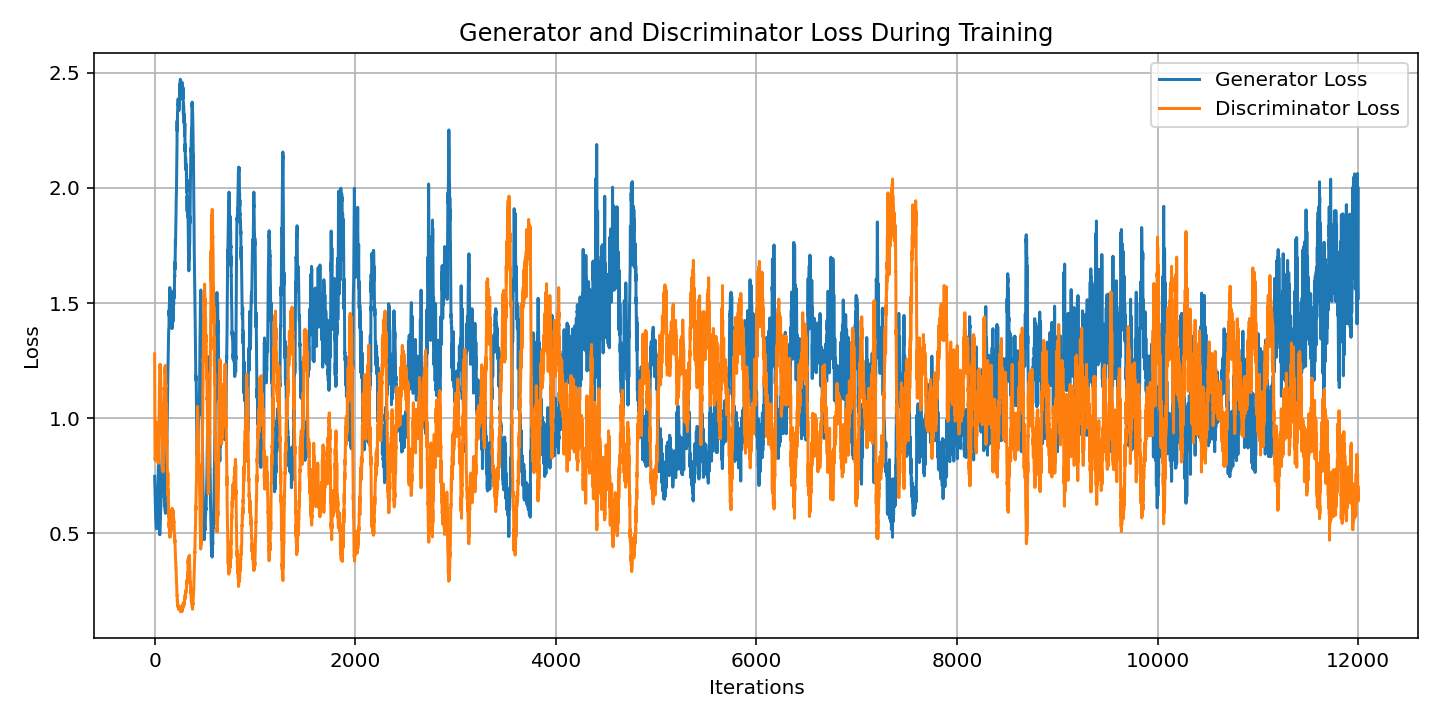 Generator and Discriminator Loss During Training
Generator Loss
Discriminator Loss
2.5
2.0
1.5
1.0
0.5
Loss
0 2000 4000 6000 8000 10000 12000
Iterations